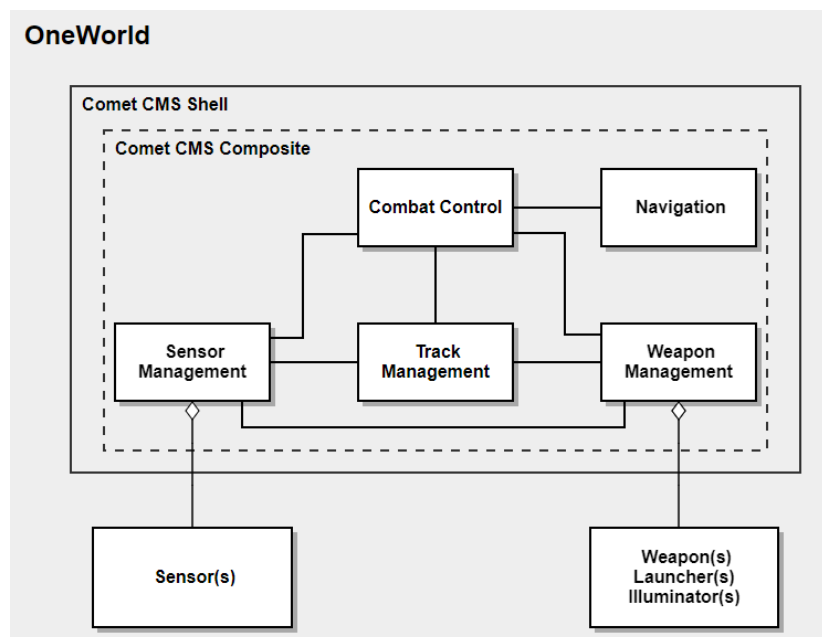 OneWorld
Comet CMS Shell
Comet CMS Composite
Combat Control
Navigation
Sensor
Management
Track
Management
Weapon
Management
Sensor(s)
Weapon(s)
Launcher(s)
Illuminator(s)